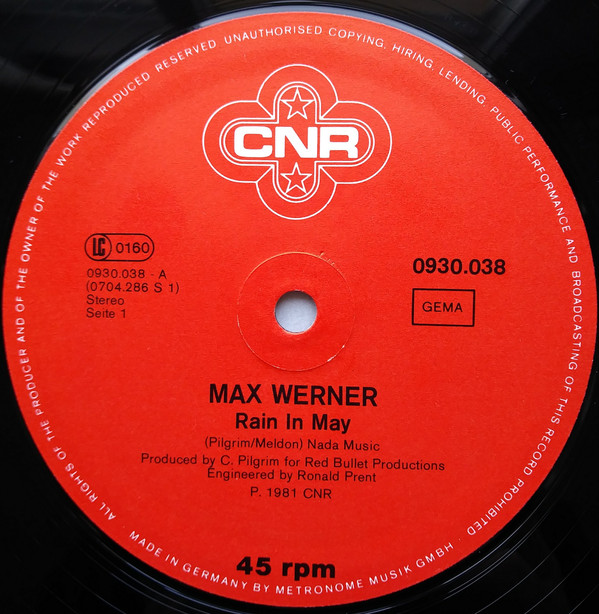 ALL RIGHTS OF THE PRODUCER AND OF THE OWNER OF THE WORK REPRODUCED RESERVED UNAUTHORISED COPYING, HIRING, LENDING, PUBLIC PERFORMANCE AND BROADCASTING OF THIS RECORD PROHIBITED
CNR
LC 0160
0930.038 - A
(0704.286 S 1)
Stereo
Seite 1
0930.038
GEMA
MAX WERNER
Rain In May
(Pilgrim/Meldon) Nada Music
Produced by C. Pilgrim for Red Bullet Productions
Engineered by Ronald Prent
P. 1981 CNR
45 rpm
MADE IN GERMANY BY METRONOME MUSIK GMBH ·